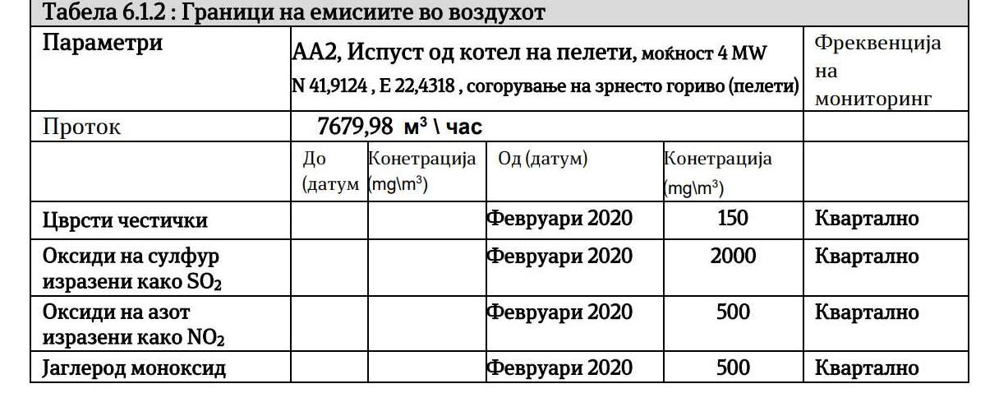 Табела 6.1.2 : Граници на емисиите во воздухот
Параметри
АА2, Испуст од котел на пелети, моќност 4 MW
N 41,9124 , E 22,4318 , согорување на зрнесто гориво (пелети)
Фреквенција
на
мониторинг
Проток
7679,98 м³ \ час
До
(датум
Конетрација
(mg\m³)
Од (датум)
Конетрација
(mg\m³)
Цврсти честички Февруари 2020 150 Квартално
Оксиди на сулфур
изразени како SO₂
Февруари 2020 2000 Квартално
Оксиди на азот
изразени како NO₂
Февруари 2020 500 Квартално
Јаглерод моноксид Февруари 2020 500 Квартално